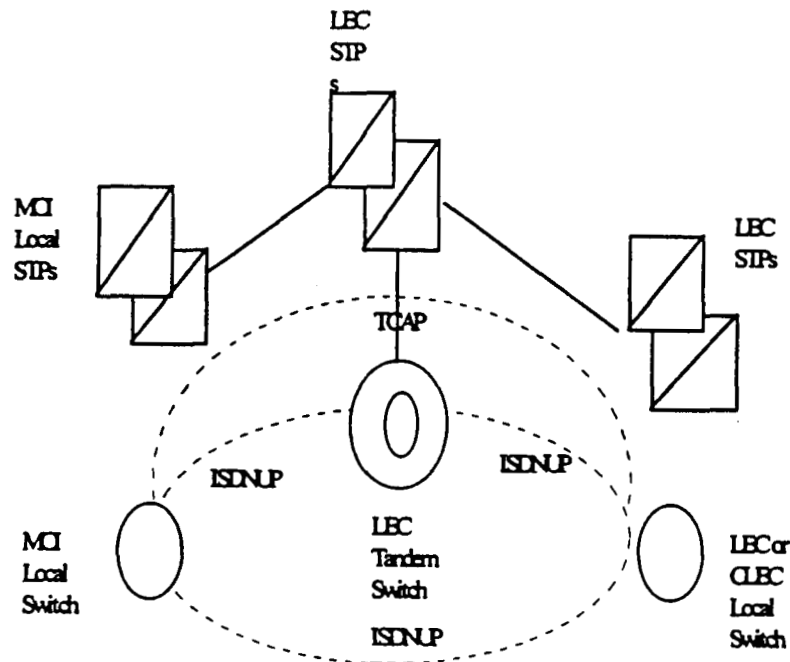 LEC
STP
s
MCI
Local
STPs
LEC
STPs
TCAP
ISDNUP
ISDNUP
MCI
Local
Switch
LEC
Tandem
Switch
LEC or
CLEC
Local
Switch
ISDNUP